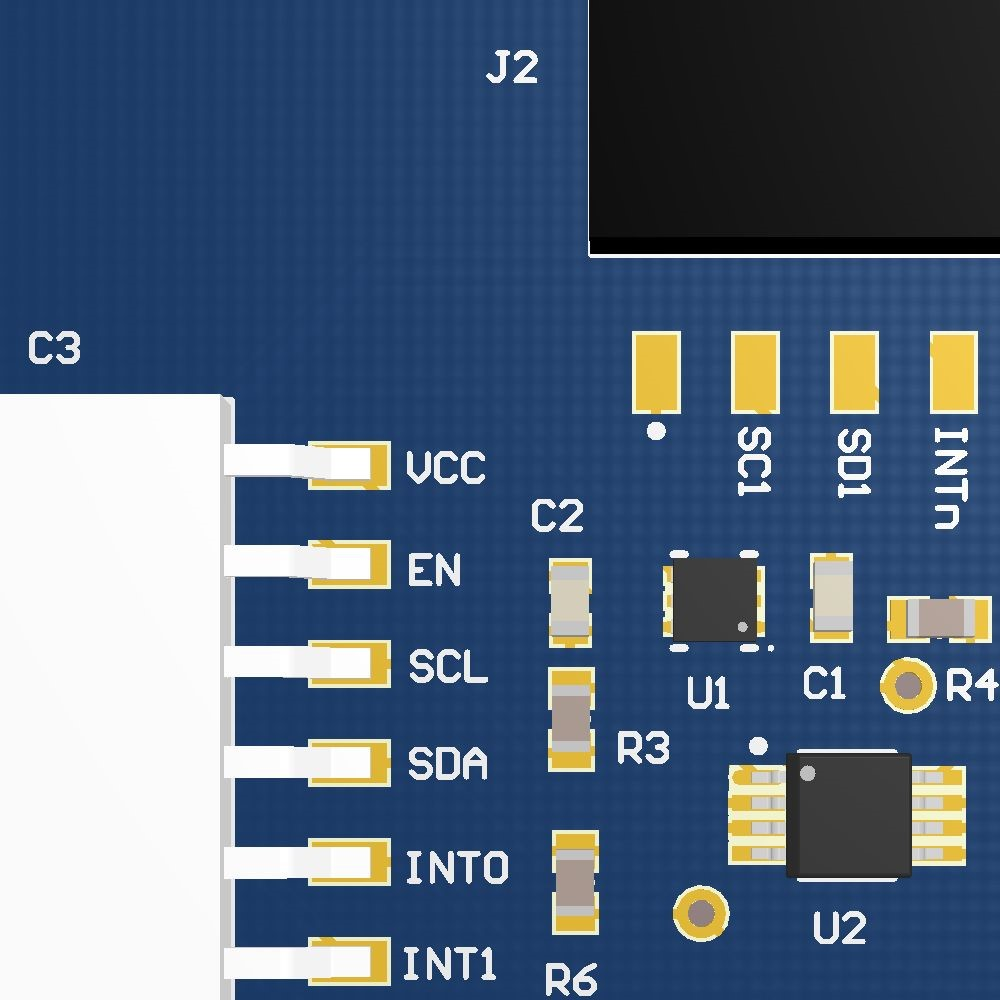 J2
C3
SC1
SD1
INTn
VCC
C2
EN
SCL
U1
C1
R4
R3
SDA
INT0
U2
INT1
R6